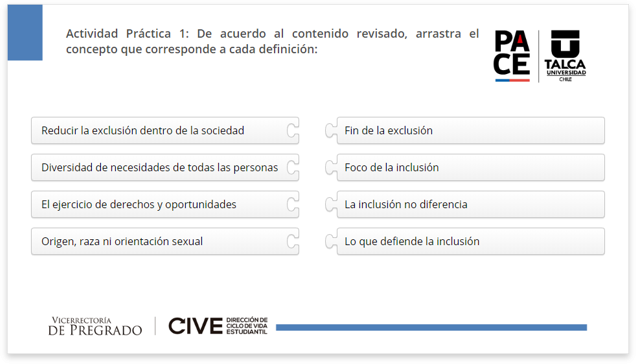 Actividad Práctica 1: De acuerdo al contenido revisado, arrastra el
concepto que corresponde a cada definición:
PACE
TALCA
UNIVERSIDAD
CHILE
Reducir la exclusión dentro de la sociedad
Fin de la exclusión
Diversidad de necesidades de todas las personas
Foco de la inclusión
El ejercicio de derechos y oportunidades
La inclusión no diferencia
Origen, raza ni orientación sexual
Lo que defiende la inclusión
VICERRECTORÍA
DE PREGRADO
CIVE
DIRECCIÓN DE
CICLO DE VIDA
ESTUDIANTIL